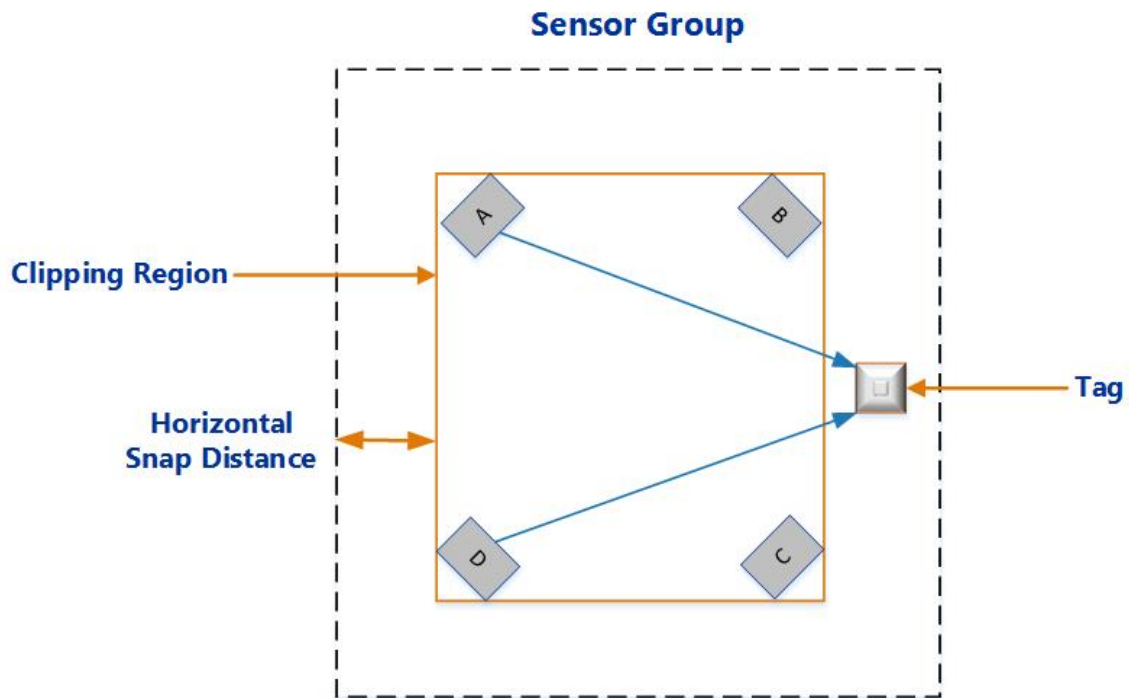 Sensor Group
A
B
Clipping Region
Tag
Horizontal
Snap Distance
D
C